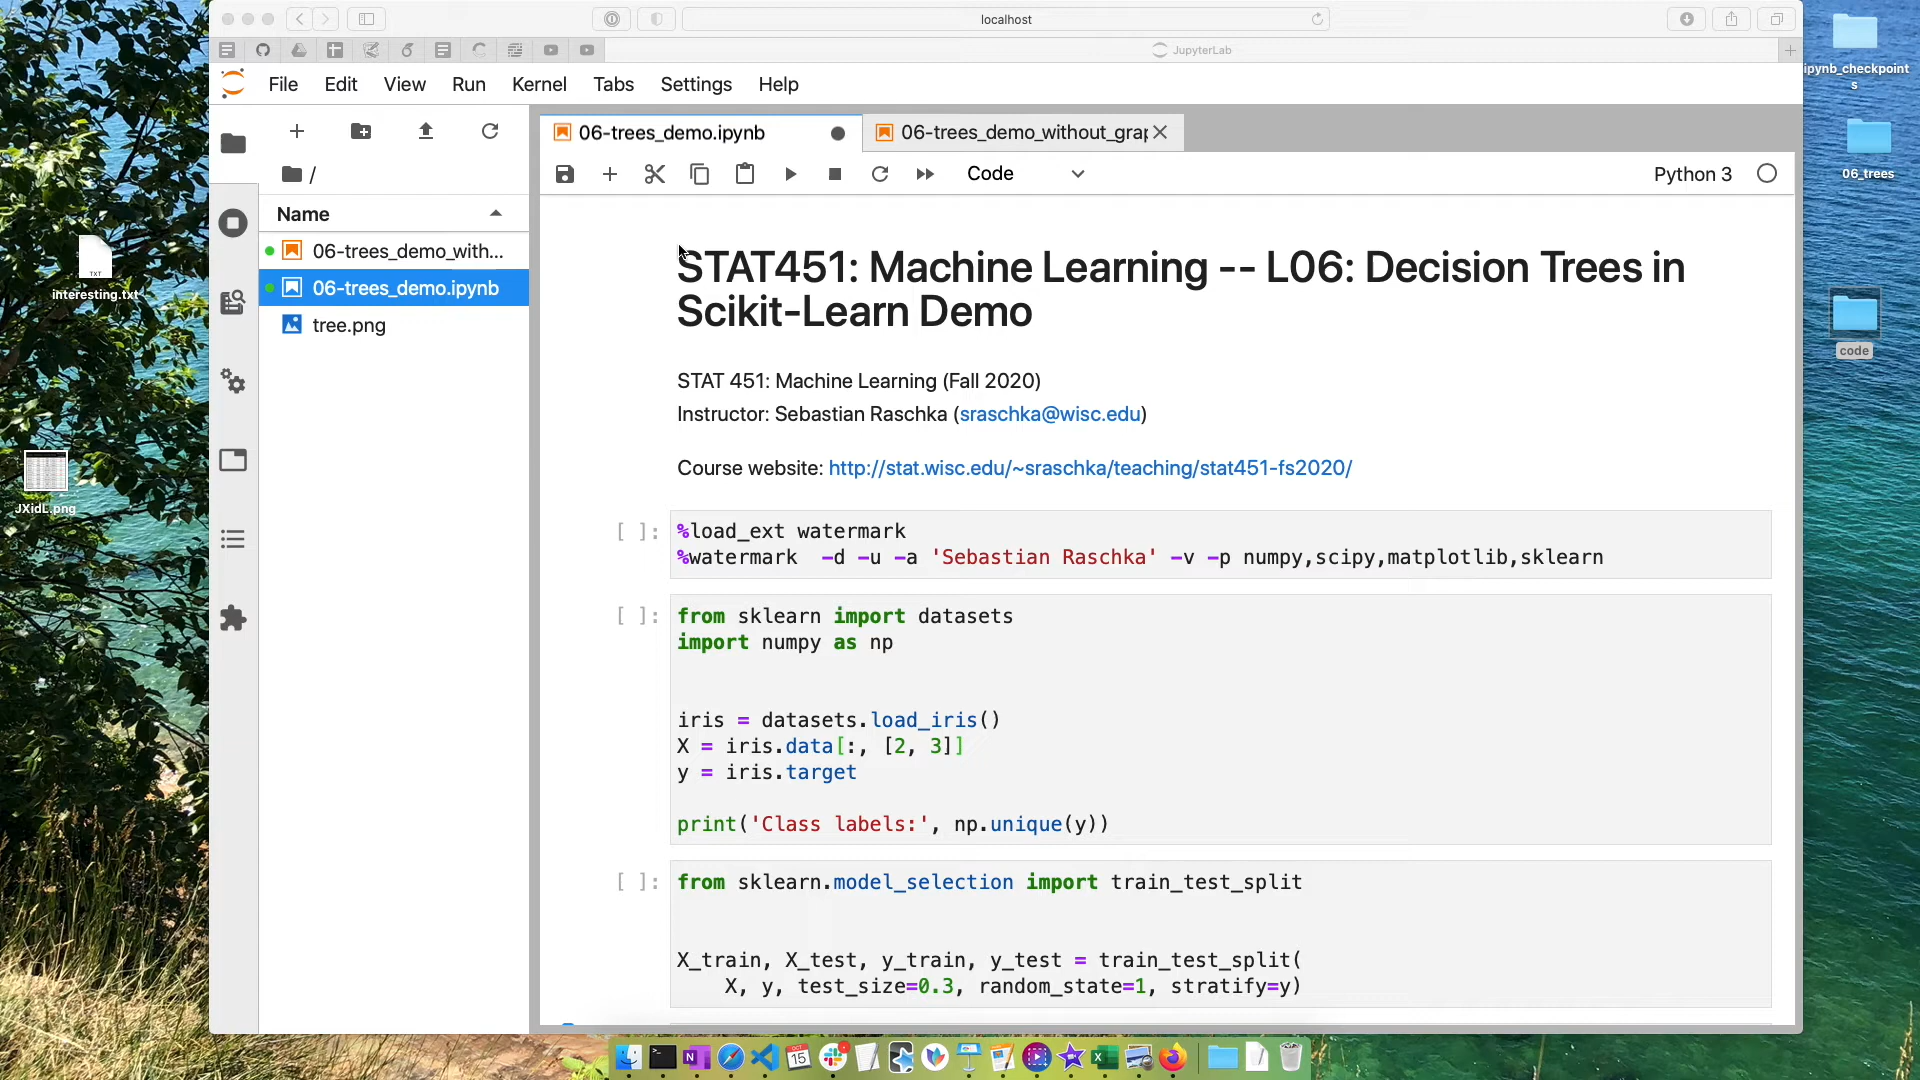 localhost
JupyterLab
File Edit View Run Kernel Tabs Settings Help
06-trees_demo.ipynb
06-trees_demo_without_grap
/
Code
Python 3
Name
06-trees_demo_with...
06-trees_demo.ipynb
tree.png
STAT451: Machine Learning -- L06: Decision Trees in
Scikit-Learn Demo
STAT 451: Machine Learning (Fall 2020)
Instructor: Sebastian Raschka (sraschka@wisc.edu)
Course website: http://stat.wisc.edu/~sraschka/teaching/stat451-fs2020/
[ ]: %load_ext watermark
%watermark  -d -u -a 'Sebastian Raschka' -v -p numpy,scipy,matplotlib,sklearn
[ ]: from sklearn import datasets
import numpy as np
iris = datasets.load_iris()
X = iris.data[:, [2, 3]]
y = iris.target
print('Class labels:', np.unique(y))
[ ]: from sklearn.model_selection import train_test_split
X_train, X_test, y_train, y_test = train_test_split(
    X, y, test_size=0.3, random_state=1, stratify=y)
TXT
interesting.txt
JXidL.png
ipynb_checkpoint
s
06_trees
code
15